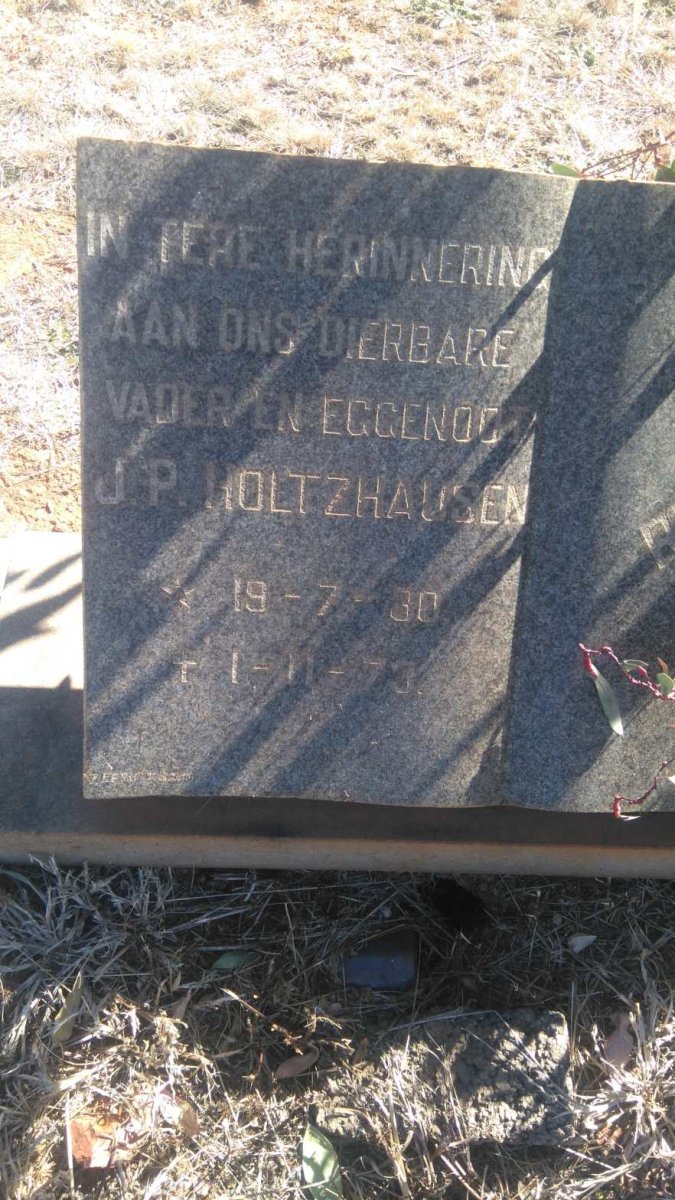 IN TERE HERINNERING
AAN ONS DIERBARE
VADER EN EGGENOOT
J.P. HOLTZHAUSEN
* 19-7-30.
† 1-11-73.